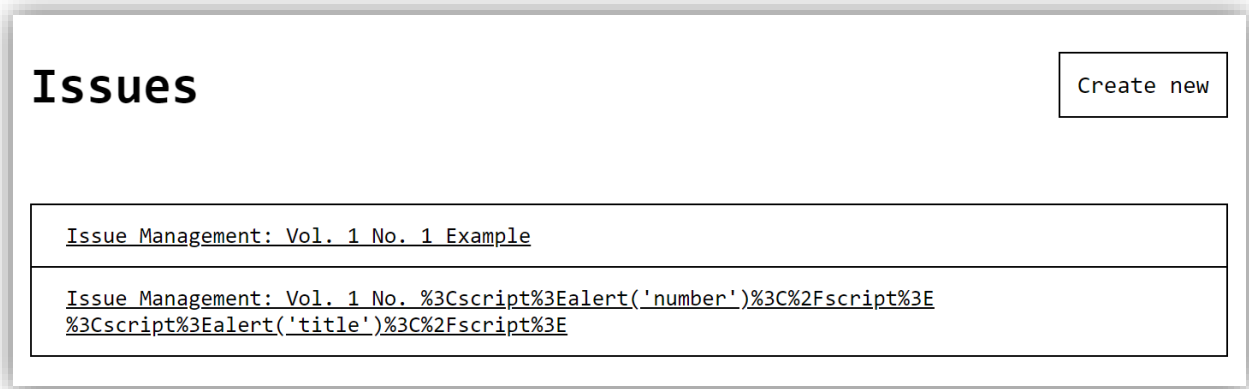 Issues
Create new
Issue Management: Vol. 1 No. 1 Example
Issue Management: Vol. 1 No. %3Cscript%3Ealert('number')%3C%2Fscript%3E
%3Cscript%3Ealert('title')%3C%2Fscript%3E